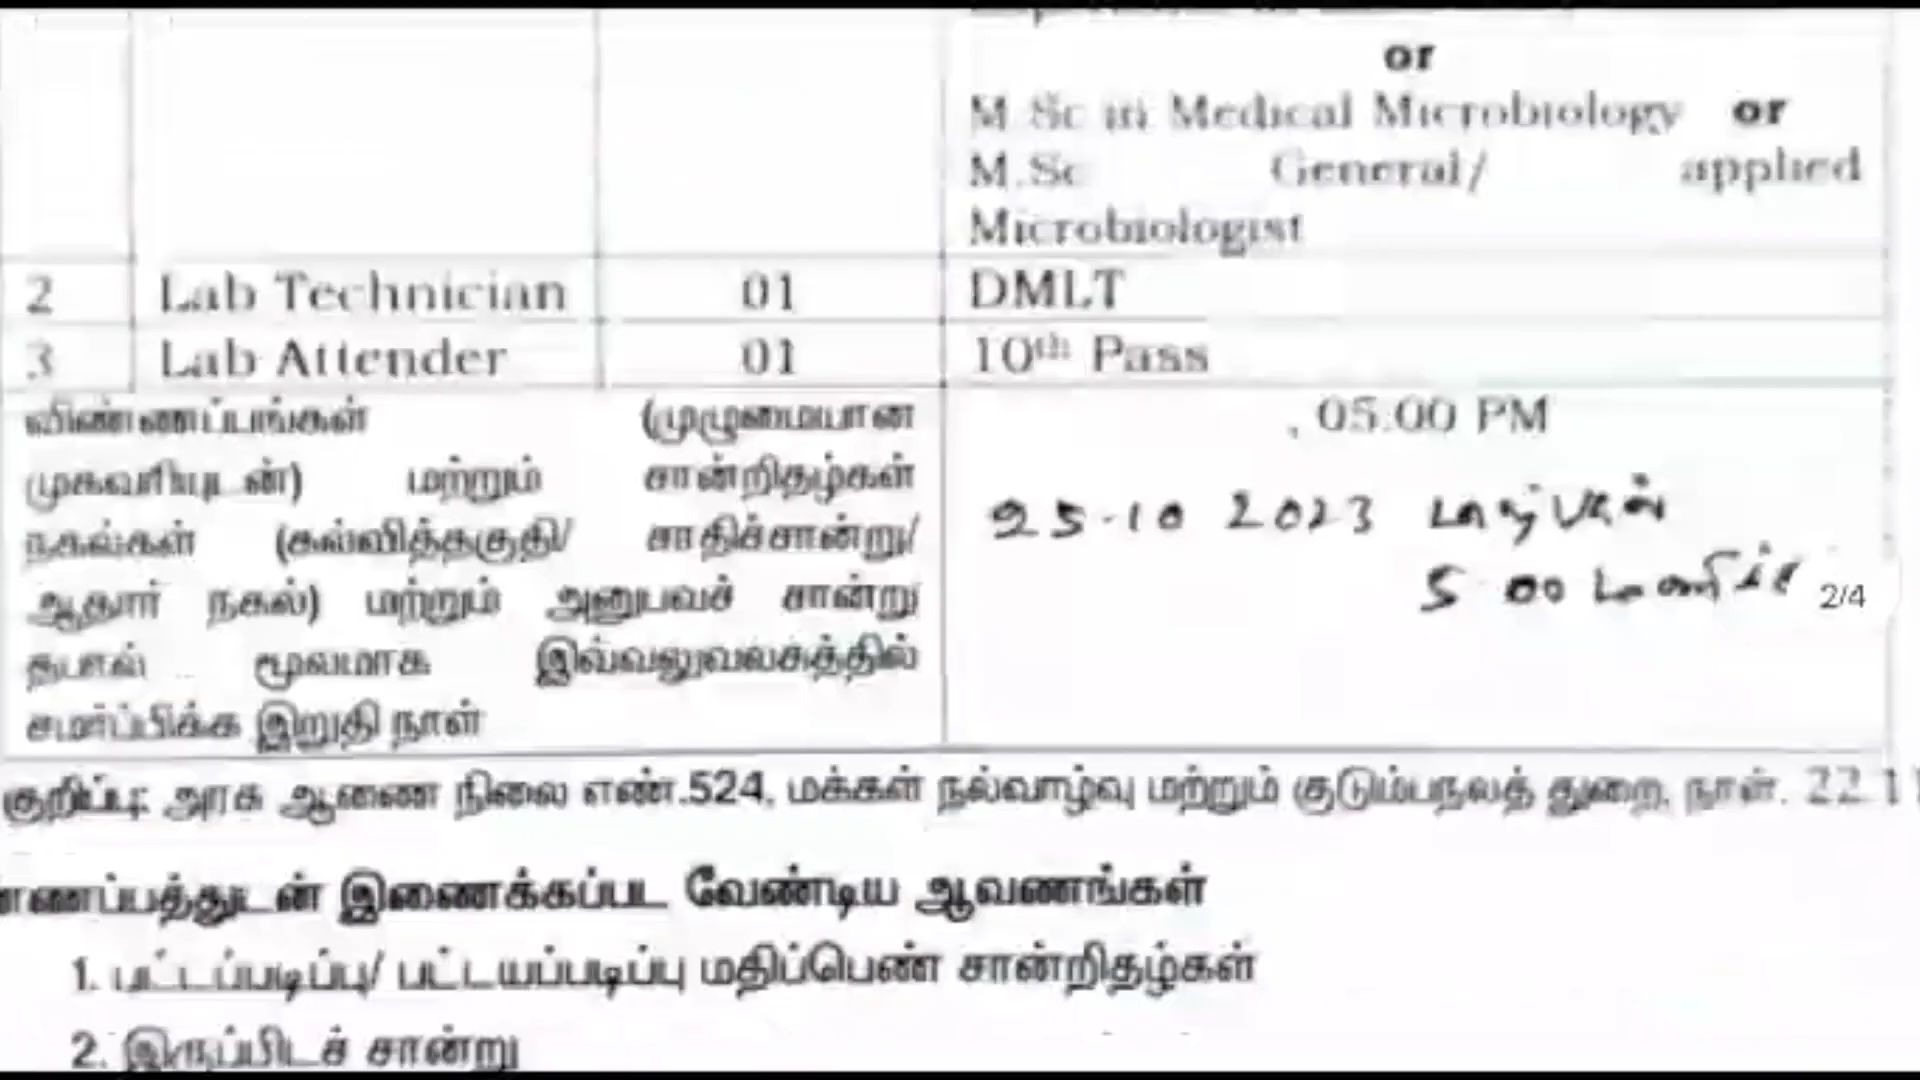 or
M.Sc in Medical Microbiology or
M.Sc General/ applied
Microbiologist
2 Lab Technician 01 DMLT
3 Lab Attender 01 10th Pass
விண்ணப்பங்கள் (முழுமையான
முகவரியுடன்) மற்றும் சான்றிதழ்கள்
நகல்கள் (கல்வித்தகுதி/ சாதிச்சான்று/
ஆதார் நகல்) மற்றும் அனுபவச் சான்று
தபால் மூலமாக இவ்வலுவலகத்தில்
சமர்ப்பிக்க இறுதி நாள்
, 05.00 PM
25-10 2023
5 00
2/4
குறிப்பு: அரசு ஆணை நிலை எண்.524, மக்கள் நல்வாழ்வு மற்றும் குடும்பநலத் துறை, நாள். 22.1
ண்ணப்பத்துடன் இணைக்கப்பட வேண்டிய ஆவணங்கள்
1. பட்டப்படிப்பு/ பட்டயப்படிப்பு மதிப்பெண் சான்றிதழ்கள்
2. இருப்பிடச் சான்று